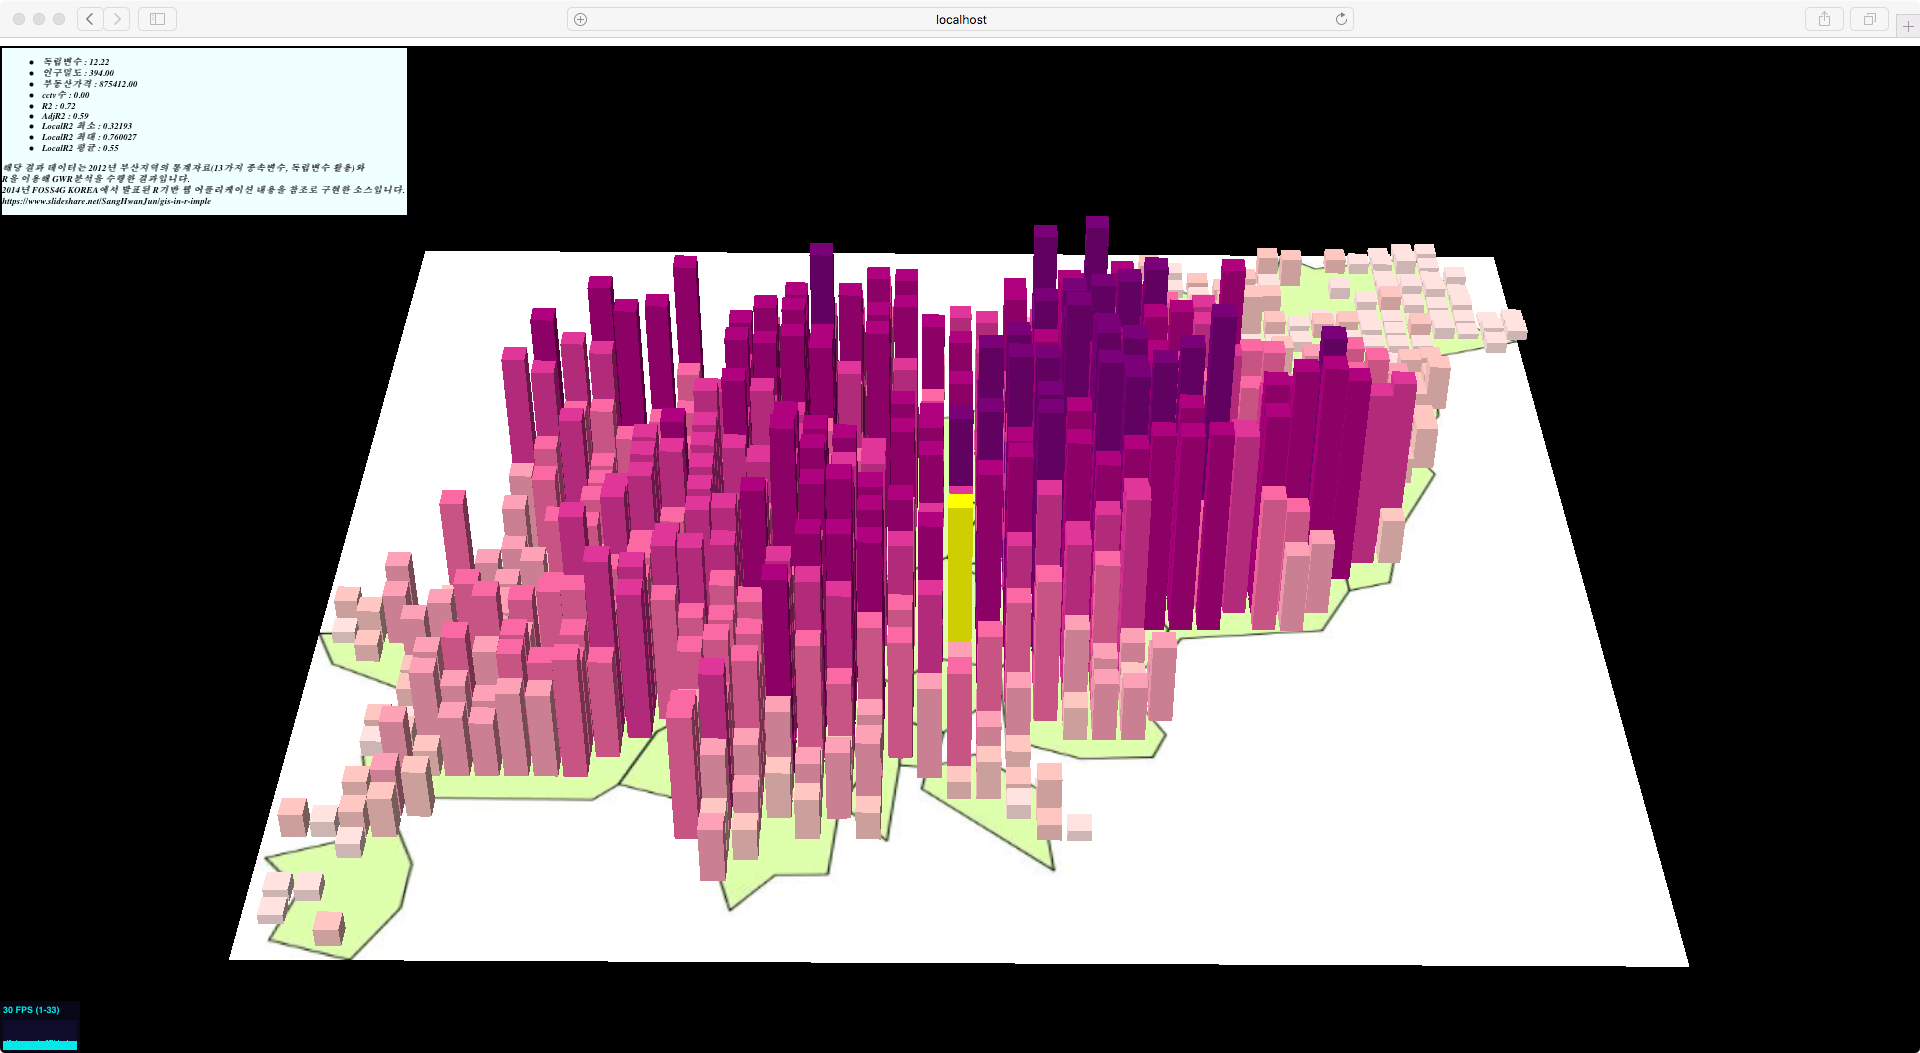 localhost
독립변수 : 12.22
인구밀도 : 394.00
부동산가격 : 875412.00
cctv수 : 0.00
R2 : 0.72
AdjR2 : 0.59
LocalR2 최소 : 0.32193
LocalR2 최대 : 0.760027
LocalR2 평균 : 0.55
해당 결과 데이터는 2012년 부산지역의 통계자료(13가지 종속변수, 독립변수 활용)와
R을 이용해 GWR분석을 수행한 결과입니다.
2014년 FOSS4G KOREA에서 발표된 R기반 웹 어플리케이션 내용을 참조로 구현한 소스입니다.
https://www.slideshare.net/SangHwanJun/gis-in-r-imple
30 FPS (1-33)